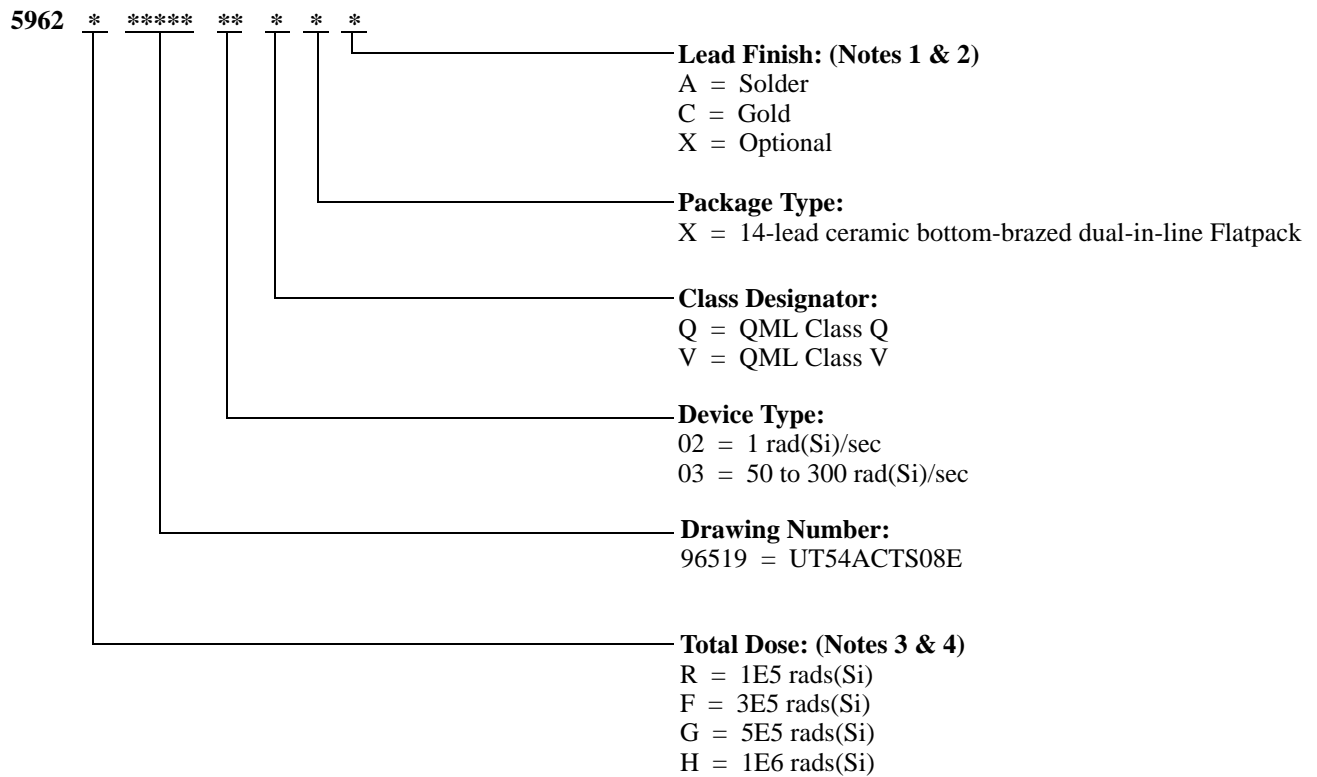 5962 * ***** ** * * *
Lead Finish: (Notes 1 & 2)
A = Solder
C = Gold
X = Optional
Package Type:
X = 14-lead ceramic bottom-brazed dual-in-line Flatpack
Class Designator:
Q = QML Class Q
V = QML Class V
Device Type:
02 = 1 rad(Si)/sec
03 = 50 to 300 rad(Si)/sec
Drawing Number:
96519 = UT54ACTS08E
Total Dose: (Notes 3 & 4)
R = 1E5 rads(Si)
F = 3E5 rads(Si)
G = 5E5 rads(Si)
H = 1E6 rads(Si)